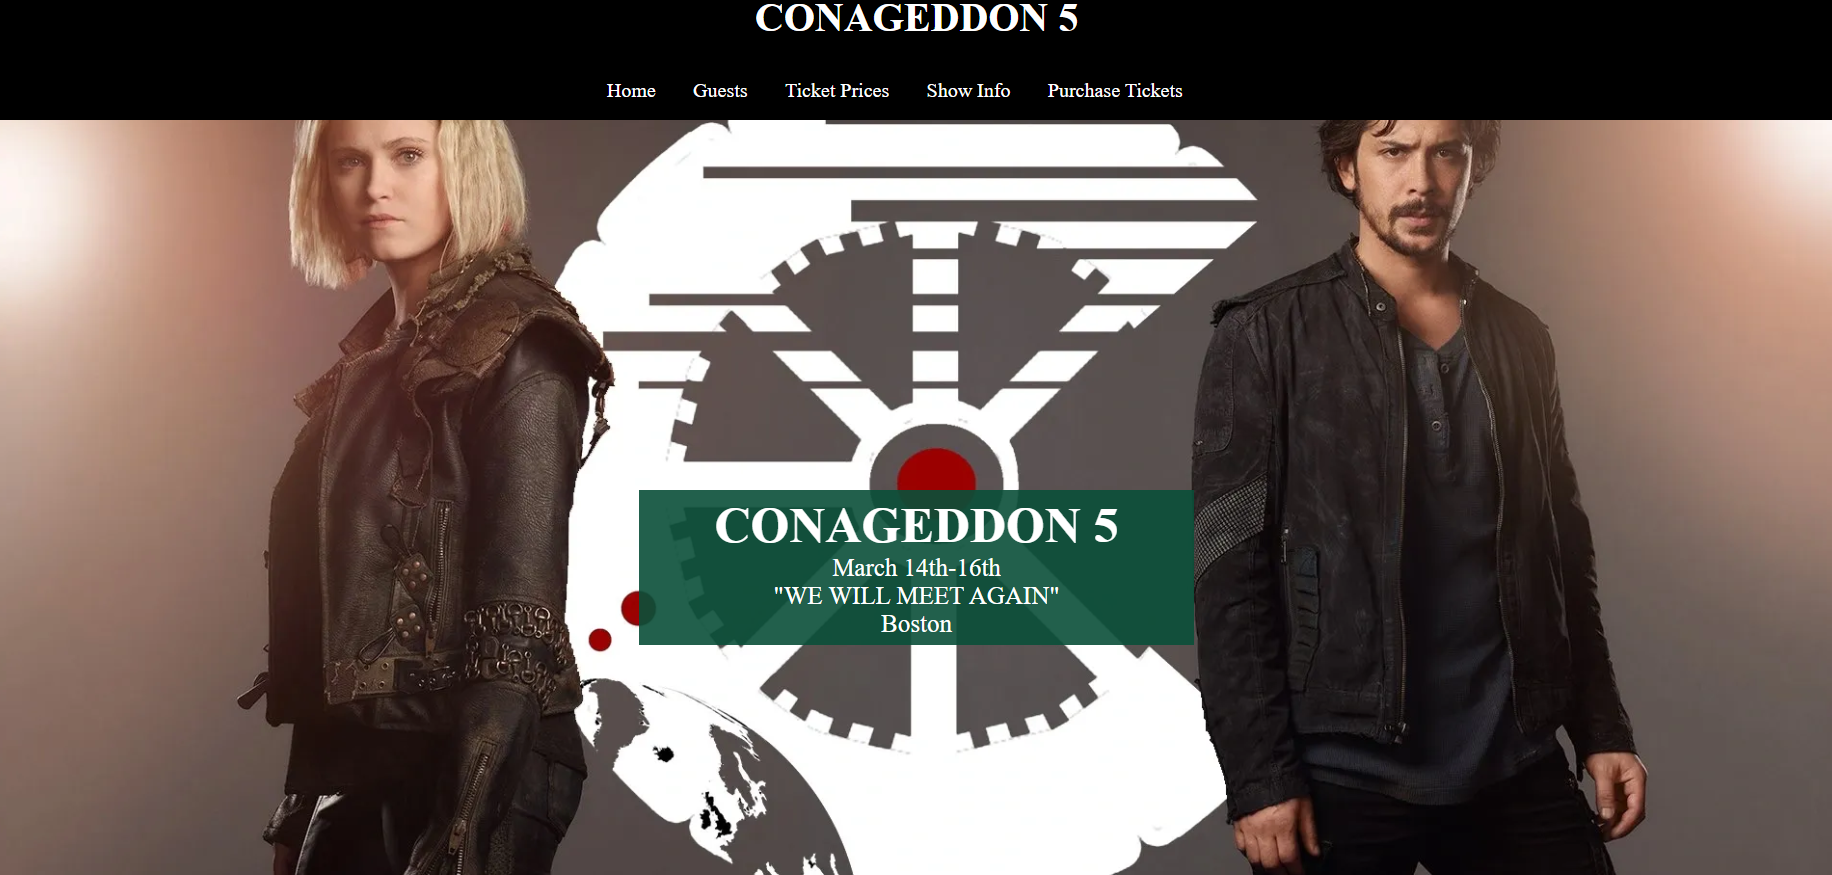 CONAGEDDON 5
Home Guests Ticket Prices Show Info Purchase Tickets
CONAGEDDON 5
March 14th-16th
"WE WILL MEET AGAIN"
Boston